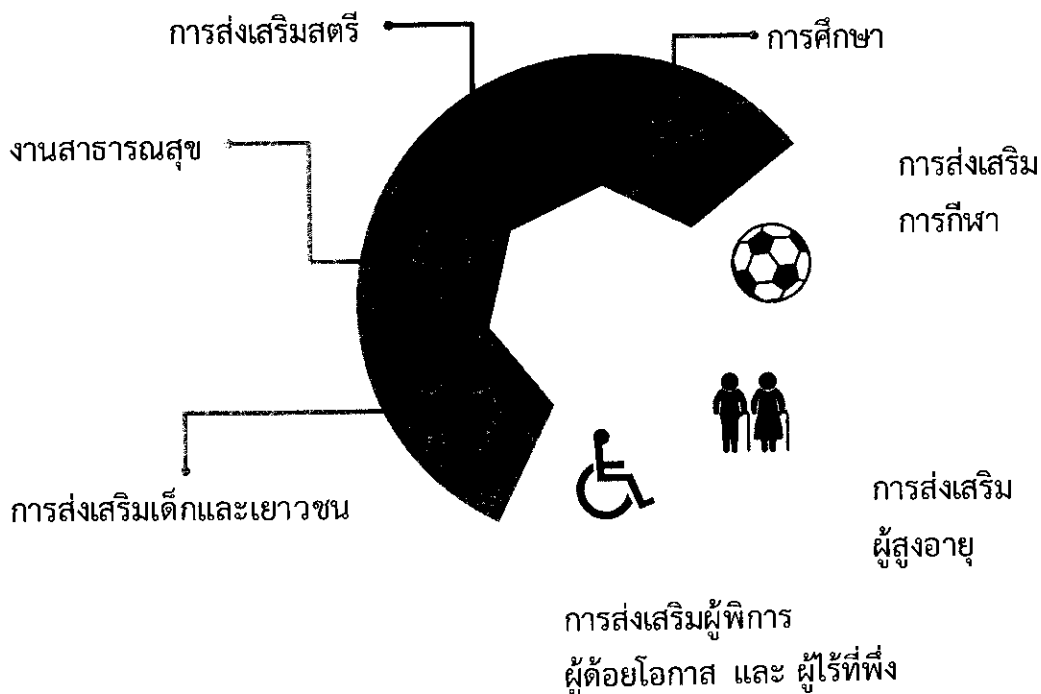 การส่งเสริมสตรี
การศึกษา
งานสาธารณสุข
การส่งเสริม
การกีฬา
การส่งเสริมเด็กและเยาวชน
การส่งเสริม
ผู้สูงอายุ
การส่งเสริมผู้พิการ
ผู้ด้อยโอกาส และ ผู้ไร้ที่พึ่ง